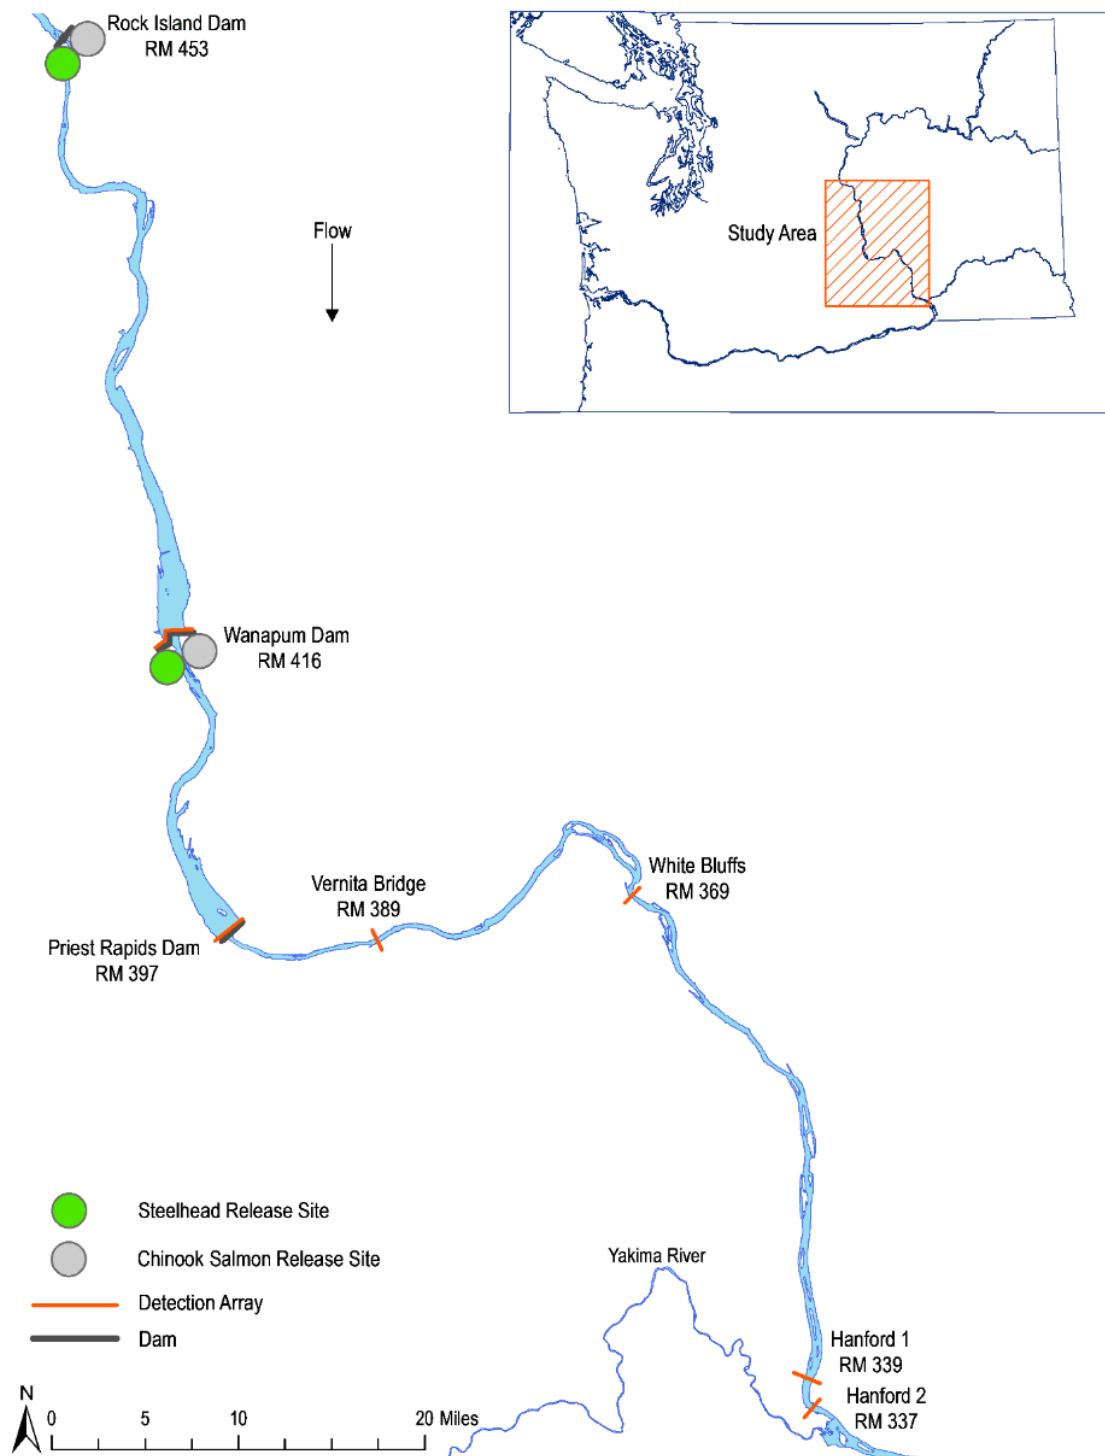 Rock Island Dam
RM 453
Flow
Study Area
Wanapum Dam
RM 416
White Bluffs
RM 369
Vernita Bridge
RM 389
Priest Rapids Dam
RM 397
Steelhead Release Site
Chinook Salmon Release Site
Detection Array
Dam
Yakima River
Hanford 1
RM 339
Hanford 2
RM 337
N
0 5 10 20 Miles